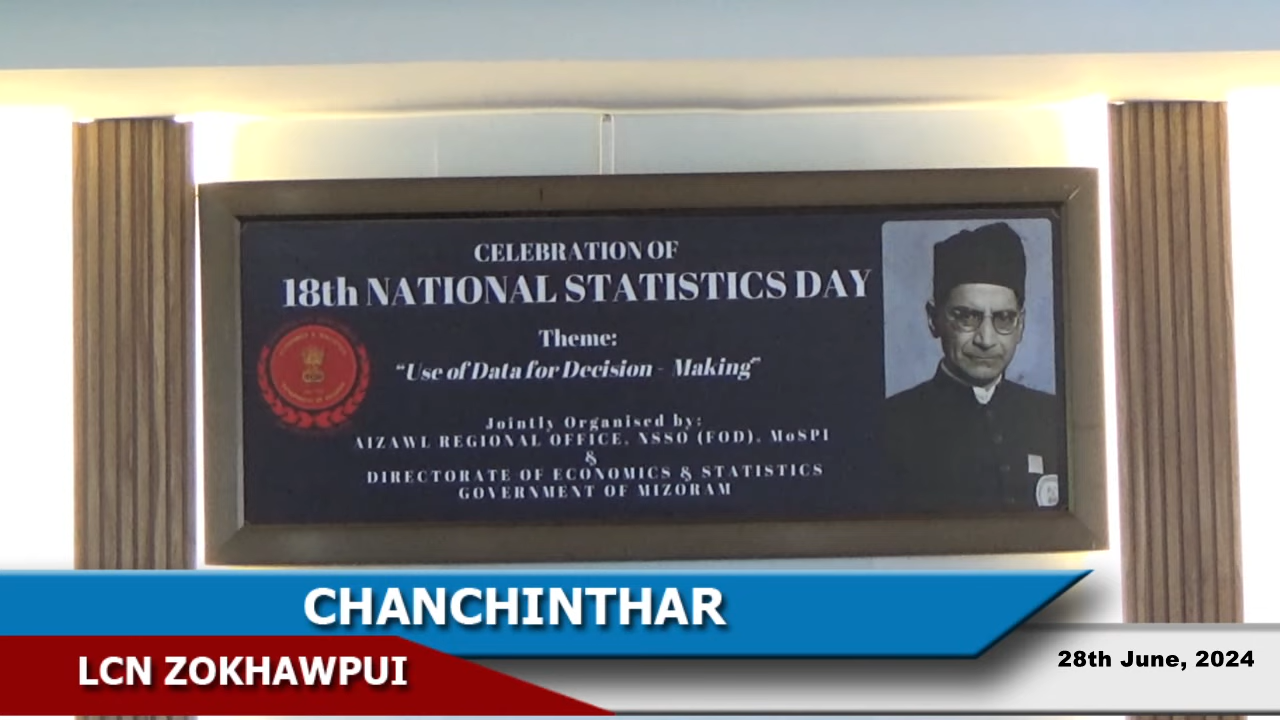 CELEBRATION OF
18th NATIONAL STATISTICS DAY
Theme:
“Use of Data for Decision - Making”
Jointly Organised by:
AIZAWL REGIONAL OFFICE, NSSO (FOD), MoSPI
&
DIRECTORATE OF ECONOMICS & STATISTICS
GOVERNMENT OF MIZORAM
CHANCHINTHAR
LCN ZOKHAWPUI
28th June, 2024